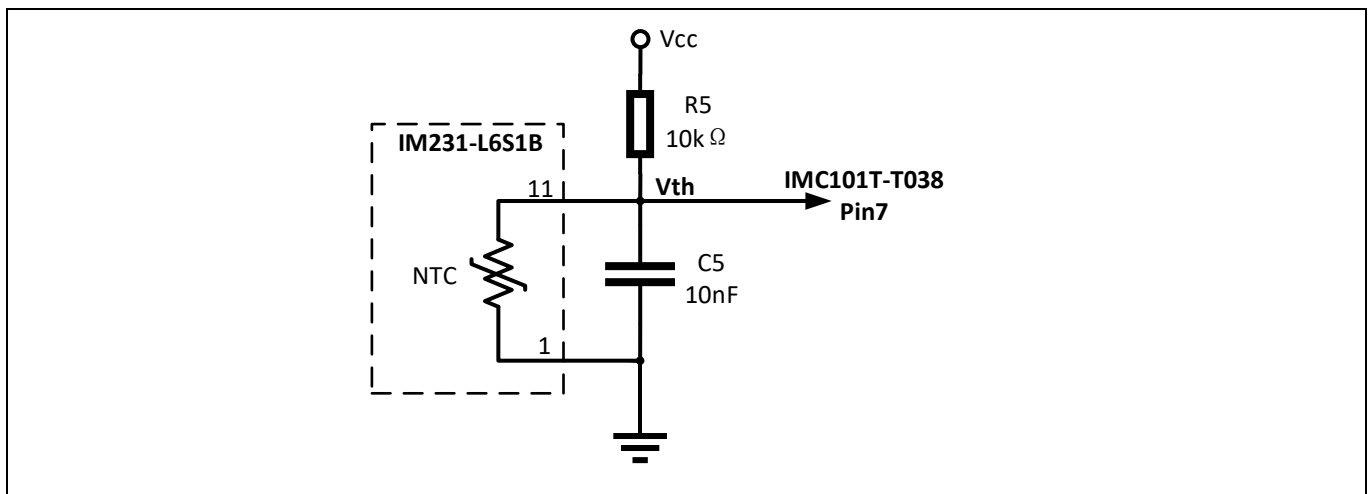 Vcc
R5
10k Ω
IM231-L6S1B
11
Vth
IMC101T-T038
Pin7
NTC
C5
10nF
1